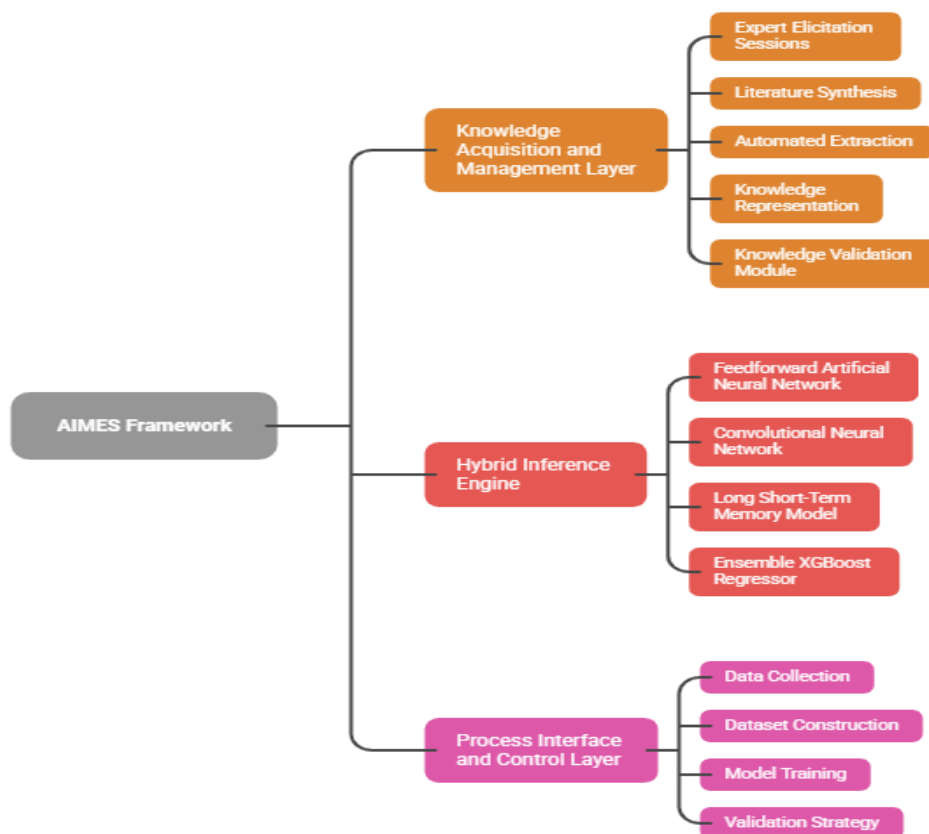 Expert Elicitation
Sessions
Literature Synthesis
Automated Extraction
Knowledge
Representation
Knowledge Validation
Module
Knowledge
Acquisition and
Management Layer
AIMES Framework
Feedforward Artificial
Neural Network
Convolutional Neural
Network
Long Short-Term
Memory Model
Ensemble XGBoost
Regressor
Hybrid Inference
Engine
Data Collection
Dataset Construction
Model Training
Validation Strategy
Process Interface
and Control Layer